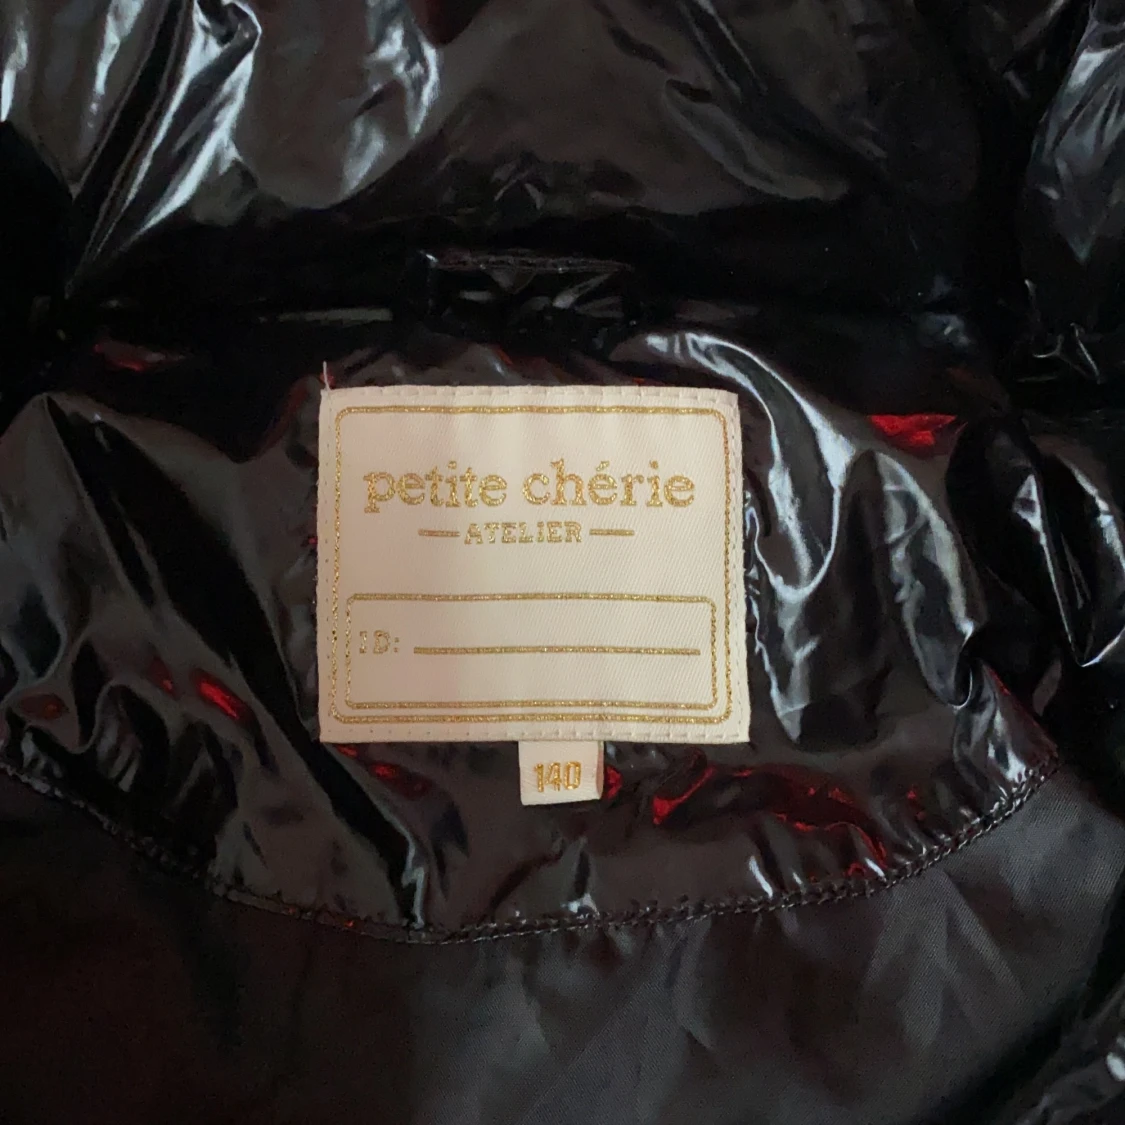 petite chérie
ATELIER
ID:
140